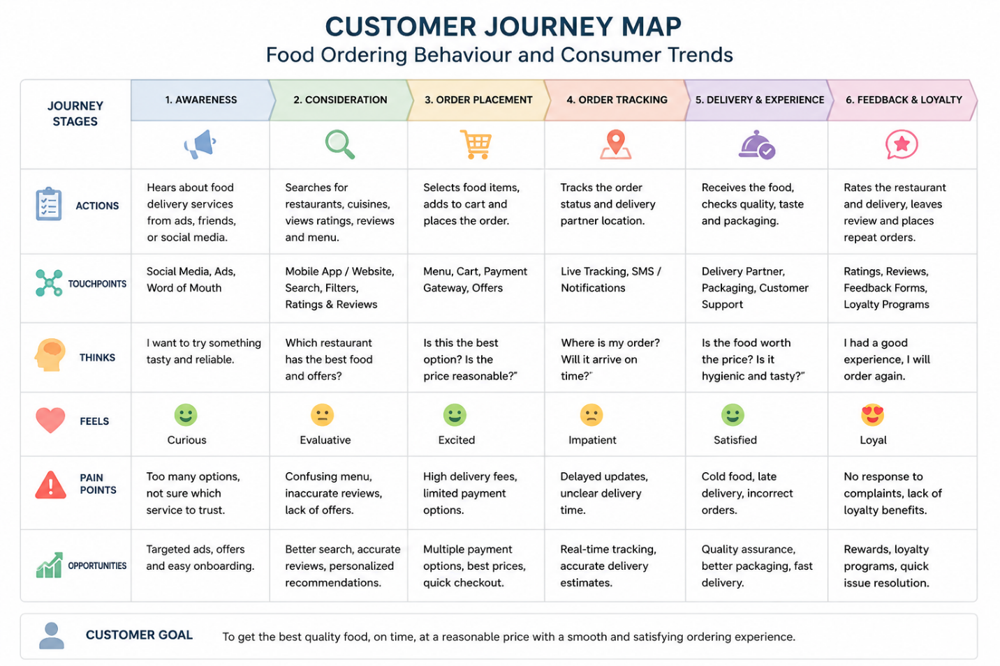 CUSTOMER JOURNEY MAP
Food Ordering Behaviour and Consumer Trends
JOURNEY
STAGES
1. AWARENESS
2. CONSIDERATION
3. ORDER PLACEMENT
4. ORDER TRACKING
5. DELIVERY & EXPERIENCE
6. FEEDBACK & LOYALTY
ACTIONS
Hears about food
delivery services
from ads, friends,
or social media.
Searches for
restaurants, cuisines,
views ratings, reviews
and menu.
Selects food items,
adds to cart and
places the order.
Tracks the order
status and delivery
partner location.
Receives the food,
checks quality, taste
and packaging.
Rates the restaurant
and delivery, leaves
review and places
repeat orders.
TOUCHPOINTS
Social Media, Ads,
Word of Mouth
Mobile App / Website,
Search, Filters,
Ratings & Reviews
Menu, Cart, Payment
Gateway, Offers
Live Tracking, SMS /
Notifications
Delivery Partner,
Packaging, Customer
Support
Ratings, Reviews,
Feedback Forms,
Loyalty Programs
THINKS
I want to try something
tasty and reliable.
Which restaurant
has the best food
and offers?
Is this the best
option? Is the
price reasonable?"
Where is my order?
Will it arrive on
time?"
Is the food worth
the price? Is it
hygienic and tasty?"
I had a good
experience, I will
order again.
FEELS
Curious
Evaluative
Excited
Impatient
Satisfied
Loyal
PAIN
POINTS
Too many options,
not sure which
service to trust.
Confusing menu,
inaccurate reviews,
lack of offers.
High delivery fees,
limited payment
options.
Delayed updates,
unclear delivery
time.
Cold food, late
delivery, incorrect
orders.
No response to
complaints, lack of
loyalty benefits.
OPPORTUNITIES
Targeted ads, offers
and easy onboarding.
Better search, accurate
reviews, personalized
recommendations.
Multiple payment
options, best prices,
quick checkout.
Real-time tracking,
accurate delivery
estimates.
Quality assurance,
better packaging, fast
delivery.
Rewards, loyalty
programs, quick
issue resolution.
CUSTOMER GOAL
To get the best quality food, on time, at a reasonable price with a smooth and satisfying ordering experience.